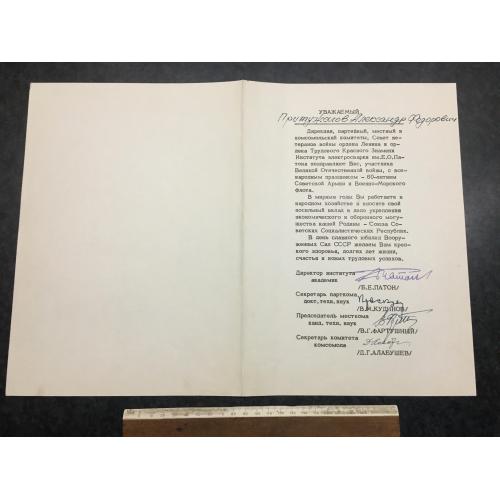 УВАЖАЕМЫЙ
Александр Федорович
Дирекция, партийный, местный и
комсомольский комитеты, Совет ве-
теранов войны ордена Ленина и ор-
дена Трудового Красного Знамени
Института электросварки им.Е.О.Па-
тона поздравляют Вас, участника
Великой Отечественной войны, с все-
народным праздником - 60-летием
Советской Армии и Военно-Морского
Флота.
В мирные годы Вы работаете в
народном хозяйстве и вносите свой
посильный вклад в дело укрепления
экономического и оборонного могу-
щества нашей Родины - Союза Со-
ветских Социалистических Республик.
В день славного юбилея Воору-
женных Сил СССР желаем Вам креп-
кого здоровья, долгих лет жизни,
счастья и новых трудовых успехов.
Директор института
академик
/Б.Е.ПАТОН/
Секретарь парткома
докт.техн.наук
/В.М.КУДИНОВ/
Председатель месткома
канд.техн.наук
/В.Г.ФАРТУШНЫЙ/
Секретарь комитета
комсомола
/Д.Г.АЛАБУШЕВ/